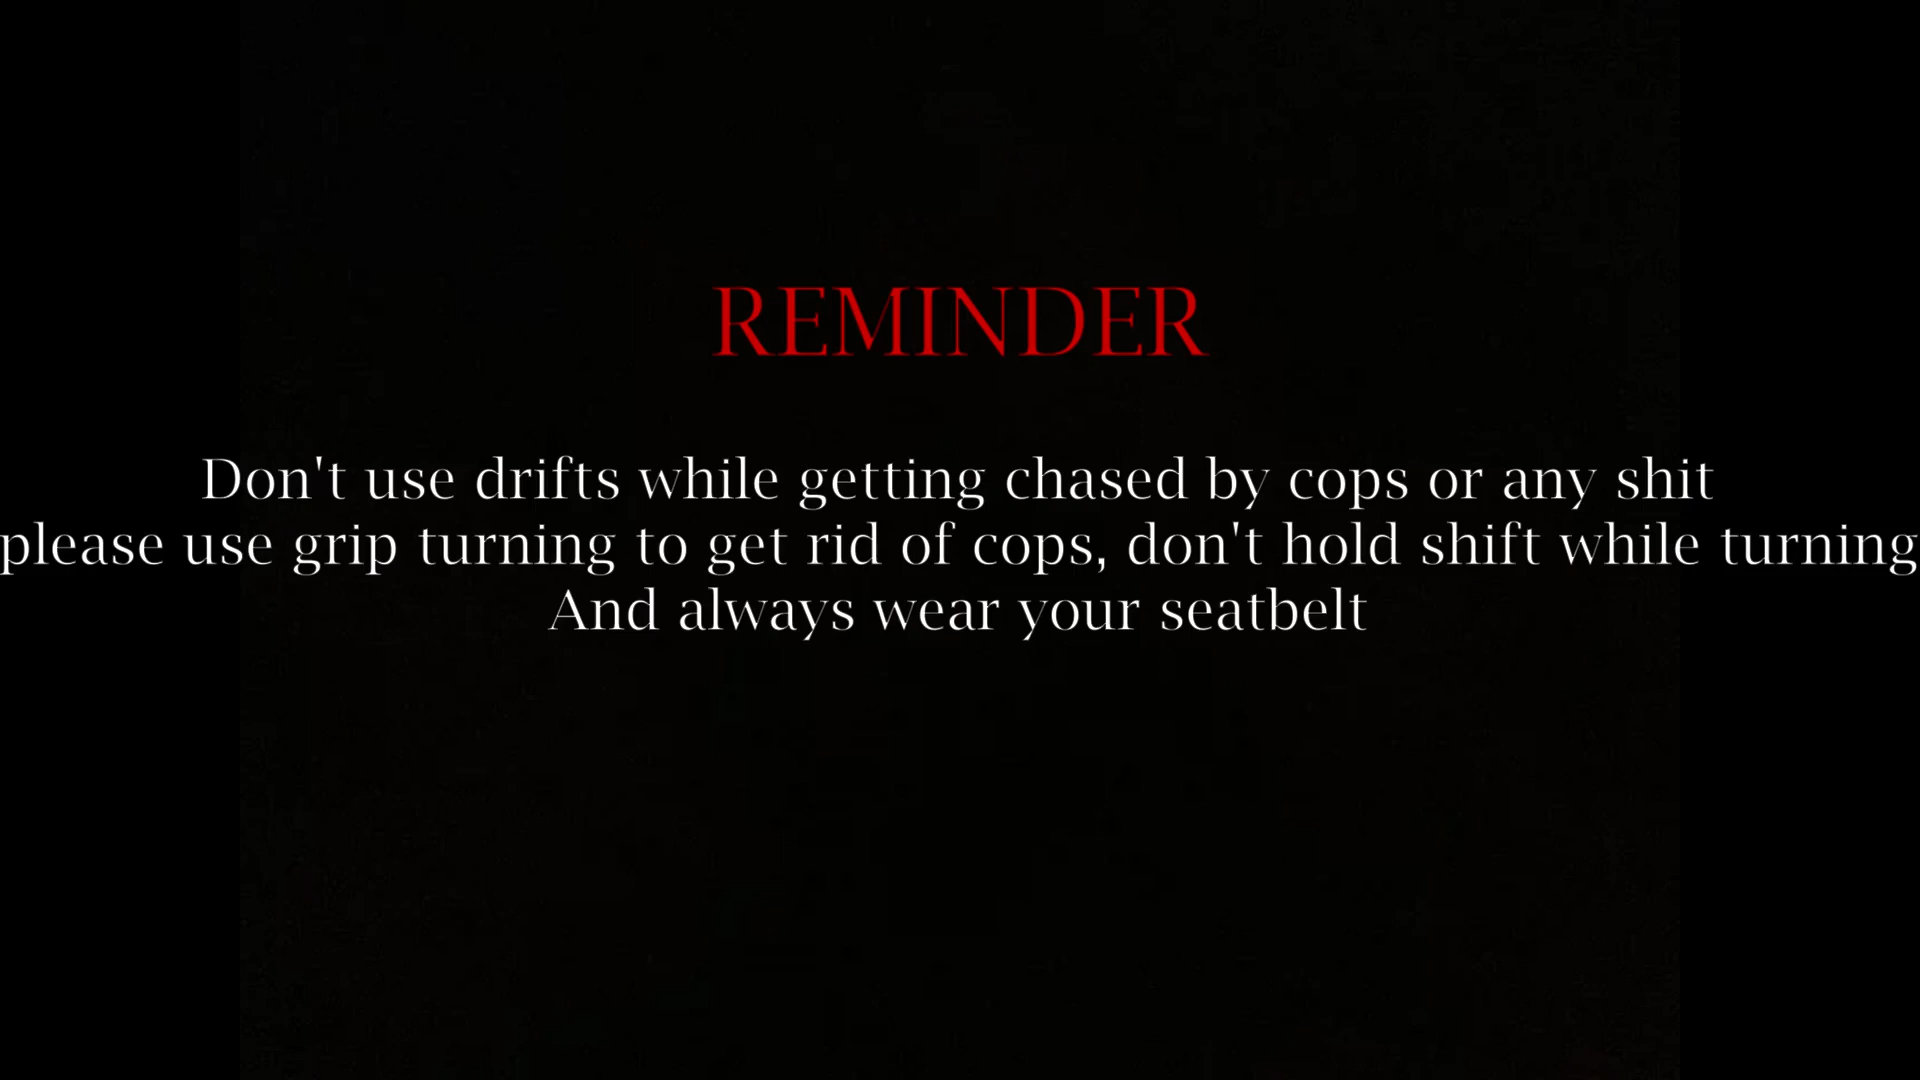 REMINDER
Don't use drifts while getting chased by cops or any shit
please use grip turning to get rid of cops, don't hold shift while turning
And always wear your seatbelt